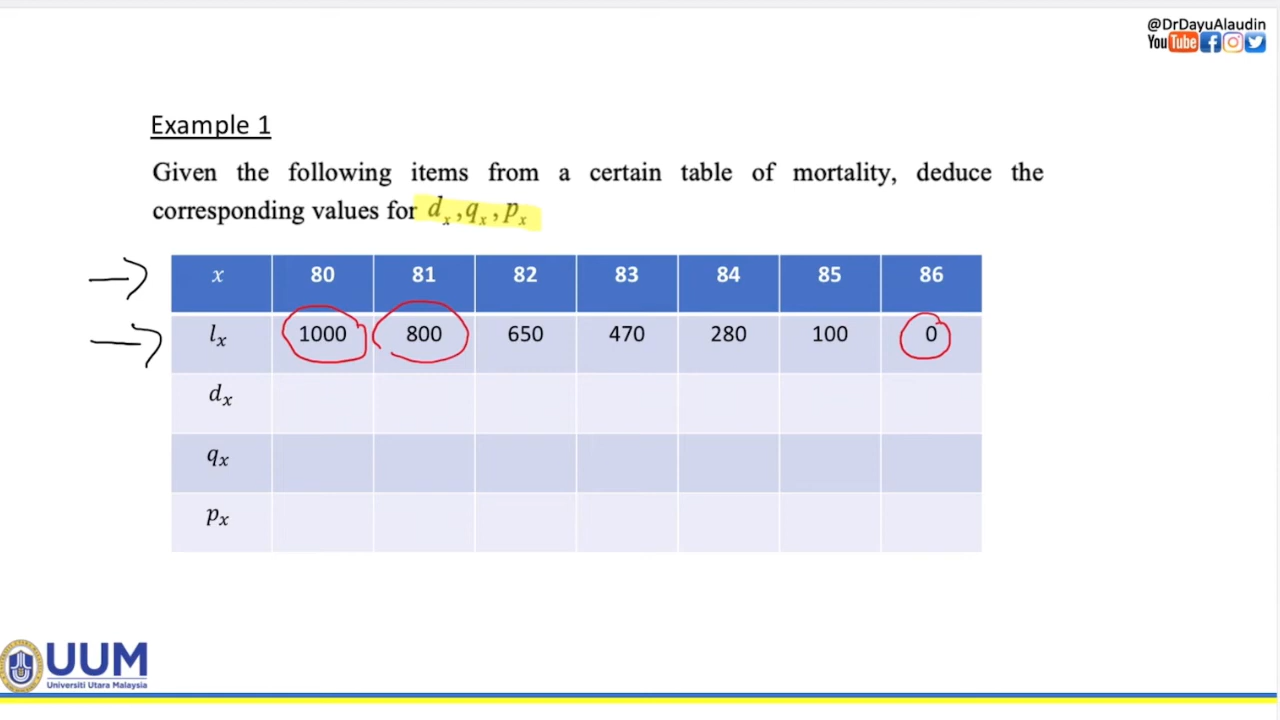 @DrDayuAlaudin
YouTube
Example 1
Given the following items from a certain table of mortality, deduce the
corresponding values for dₓ, qₓ, pₓ
x 80 81 82 83 84 85 86
lₓ 1000 800 650 470 280 100 0
dₓ
qₓ
pₓ
UUM
Universiti Utara Malaysia